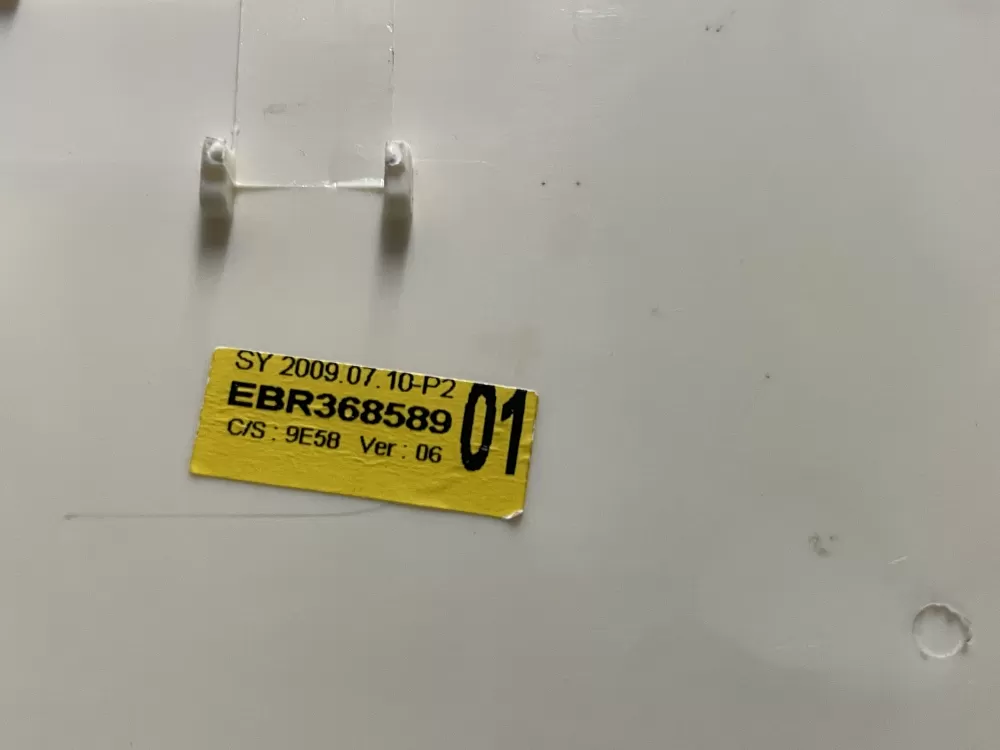 SY 2009.07.10-P2
EBR368589 01
C/S : 9E58 Ver : 06